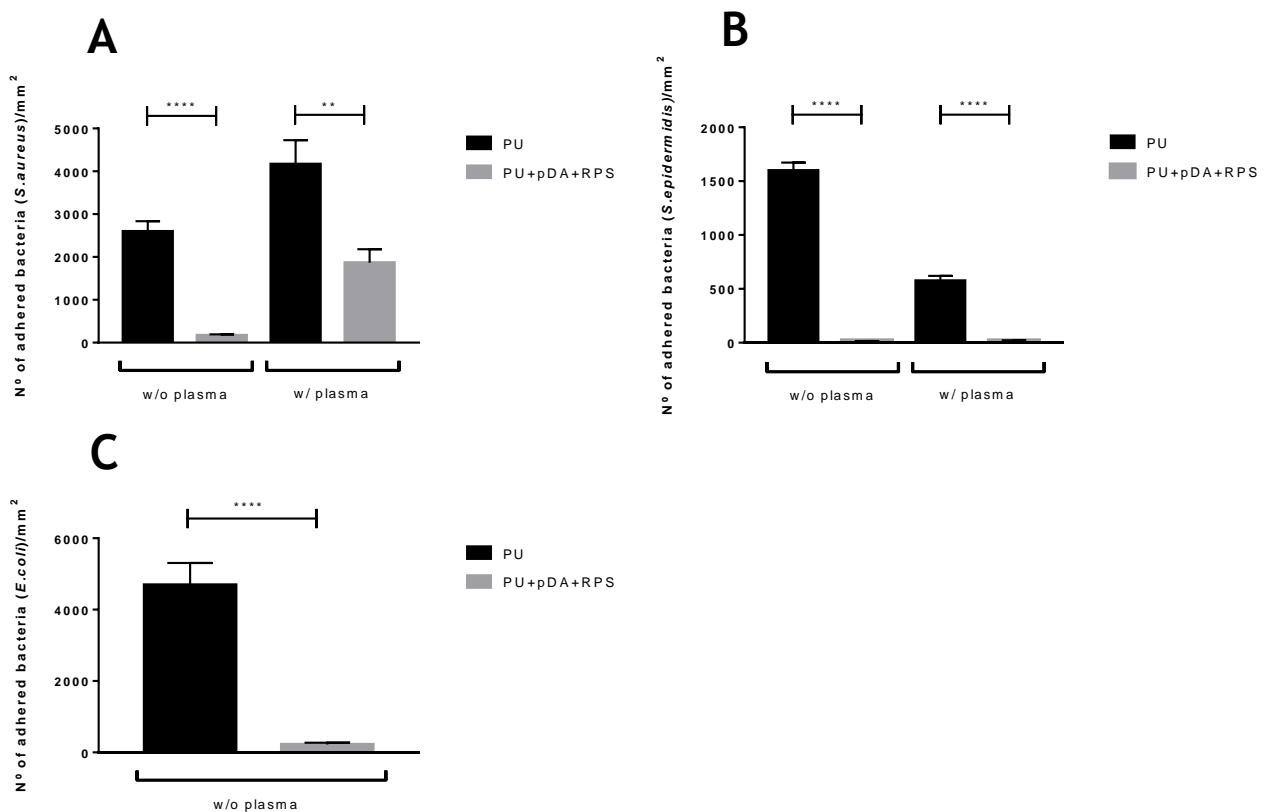 A
Nº of adhered bacteria (S.aureus)/mm²
5000
4000
3000
2000
1000
0
****
**
w/o plasma
w/ plasma
PU
PU+pDA+RPS
B
Nº of adhered bacteria (S.epidermidis)/mm²
2000
1500
1000
500
0
****
****
w/o plasma
w/ plasma
PU
PU+pDA+RPS
C
Nº of adhered bacteria (E.coli)/mm²
6000
4000
2000
0
****
w/o plasma
PU
PU+pDA+RPS